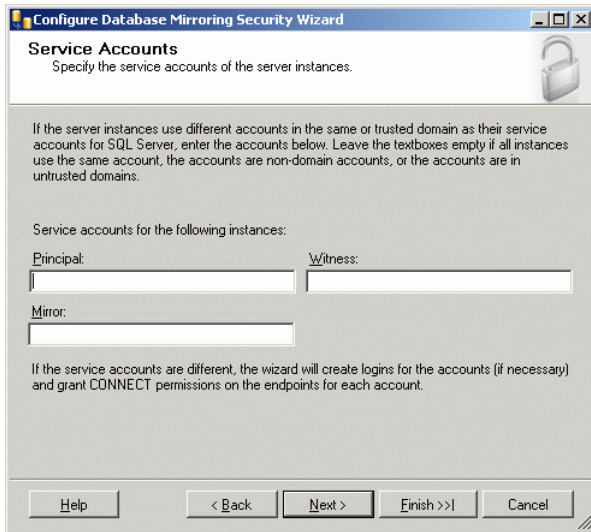 Configure Database Mirroring Security Wizard
Service Accounts
Specify the service accounts of the server instances.
If the server instances use different accounts in the same or trusted domain as their service
accounts for SQL Server, enter the accounts below. Leave the textboxes empty if all instances
use the same account, the accounts are non-domain accounts, or the accounts are in
untrusted domains.
Service accounts for the following instances:
Principal: Witness:
Mirror:
If the service accounts are different, the wizard will create logins for the accounts (if necessary)
and grant CONNECT permissions on the endpoints for each account.
Help < Back Next > Finish >>| Cancel